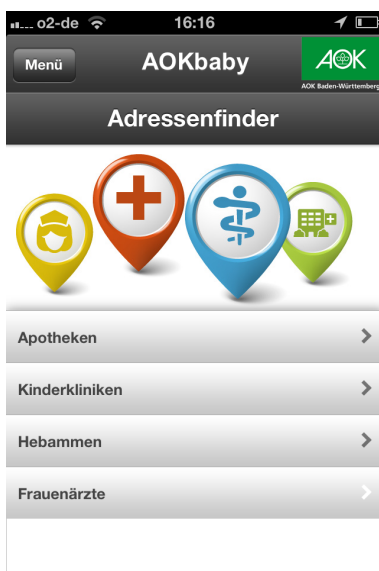 o2-de 16:16
Menü AOKbaby AOK
AOK Baden-Württemberg
Adressenfinder
Apotheken
Kinderkliniken
Hebammen
Frauenärzte